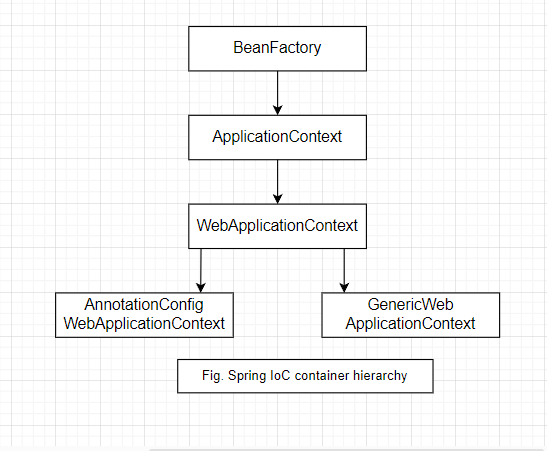 BeanFactory
ApplicationContext
WebApplicationContext
AnnotationConfig
WebApplicationContext
GenericWeb
ApplicationContext
Fig. Spring IoC container hierarchy